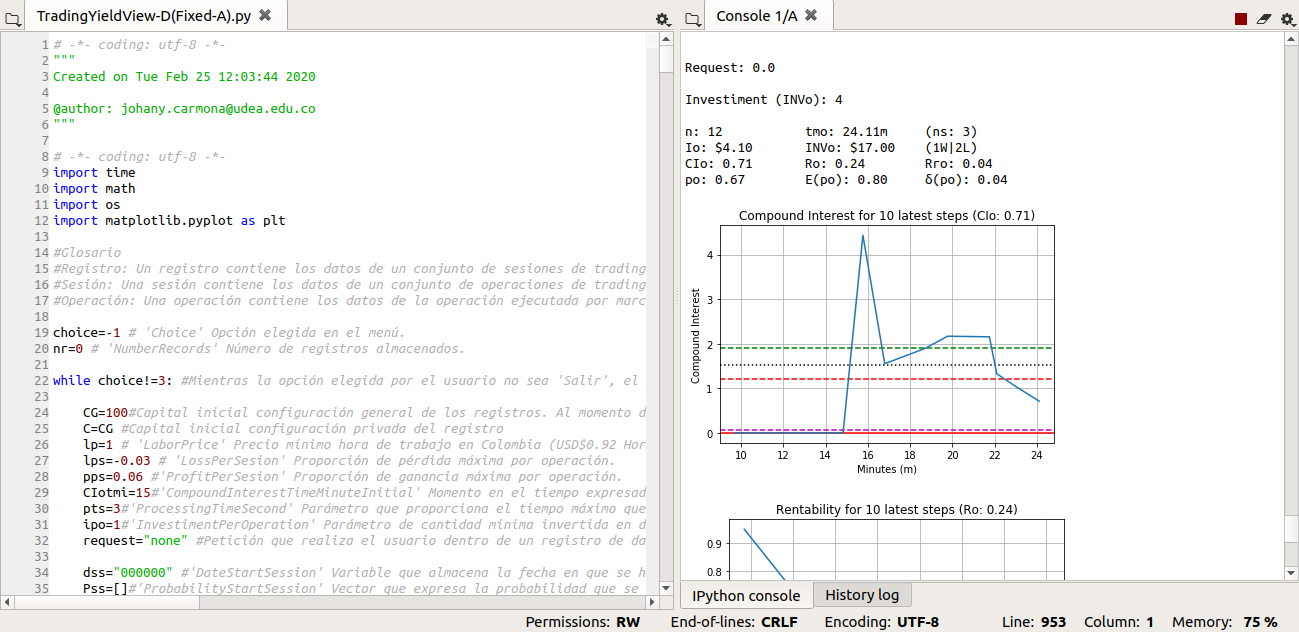 TradingYieldView-D(Fixed-A).py
1 # -*- coding: utf-8 -*-
2 """
3 Created on Tue Feb 25 12:03:44 2020
4
5 @author: johany.carmona@udea.edu.co
6 """
7
8 # -*- coding: utf-8 -*-
9 import time
10 import math
11 import os
12 import matplotlib.pyplot as plt
13
14 #Glosario
15 #Registro: Un registro contiene los datos de un conjunto de sesiones de trading
16 #Sesión: Una sesión contiene los datos de un conjunto de operaciones de trading
17 #Operación: Una operación contiene los datos de la operación ejecutada por marc
18
19 choice=-1 # 'Choice' Opción elegida en el menú.
20 nr=0 # 'NumberRecords' Número de registros almacenados.
21
22 while choice!=3: #Mientras la opción elegida por el usuario no sea 'Salir', el
23
24 CG=100#Capital inicial configuración general de los registros. Al momento d
25 C=CG #Capital inicial configuración privada del registro
26 lp=1 # 'LaborPrice' Precio mínimo hora de trabajo en Colombia (USD$0.92 Hor
27 lps=-0.03 # 'LossPerSesion' Proporción de pérdida máxima por operación.
28 pps=0.06 #'ProfitPerSesion' Proporción de ganancia máxima por operación.
29 CIotmi=15#'CompoundInterestTimeMinuteInitial' Momento en el tiempo expresad
30 pts=3#'ProcessingTimeSecond' Parámetro que proporciona el tiempo máximo que
31 ipo=1#'InvestimentPerOperation' Parámetro de cantidad mínima invertida en d
32 request="none" #Petición que realiza el usuario dentro de un registro de da
33
34 dss="000000" #'DateStartSession' Variable que almacena la fecha en que se h
35 Pss=[]#'ProbabilityStartSession' Vector que expresa la probabilidad que se
Console 1/A
Request: 0.0
Investiment (INVo): 4
n: 12 tmo: 24.11m (ns: 3)
Io: $4.10 INVo: $17.00 (1W|2L)
CIo: 0.71 Ro: 0.24 Rro: 0.04
po: 0.67 E(po): 0.80 δ(po): 0.04
Compound Interest for 10 latest steps (CIo: 0.71)
Compound Interest
4
3
2
1
0
10 12 14 16 18 20 22 24
Minutes (m)
Rentability for 10 latest steps (Ro: 0.24)
0.9
0.8
IPython console History log
Permissions: RW End-of-lines: CRLF Encoding: UTF-8 Line: 953 Column: 1 Memory: 75 %